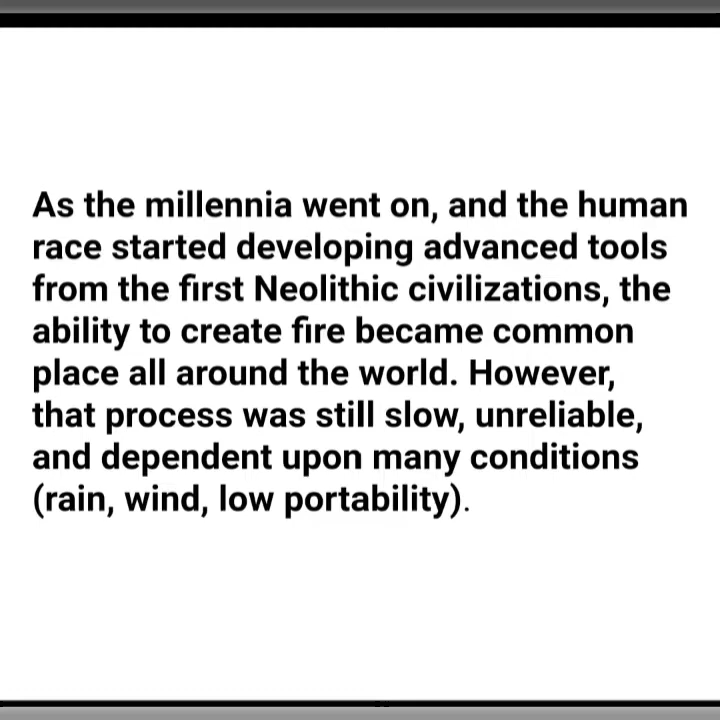 As the millennia went on, and the human
race started developing advanced tools
from the first Neolithic civilizations, the
ability to create fire became common
place all around the world. However,
that process was still slow, unreliable,
and dependent upon many conditions
(rain, wind, low portability).